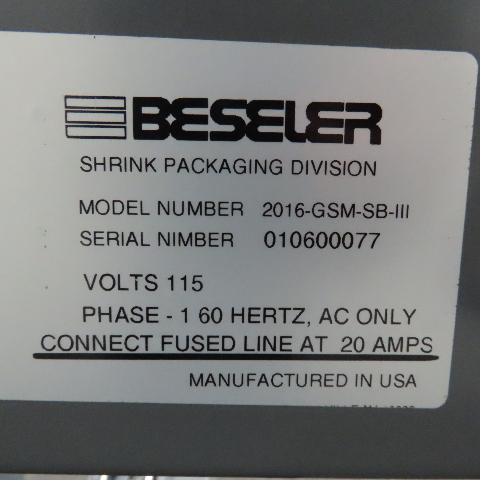 BESELER
SHRINK PACKAGING DIVISION
MODEL NUMBER 2016-GSM-SB-III
SERIAL NIMBER 010600077
VOLTS 115
PHASE - 1 60 HERTZ, AC ONLY
CONNECT FUSED LINE AT 20 AMPS
MANUFACTURED IN USA